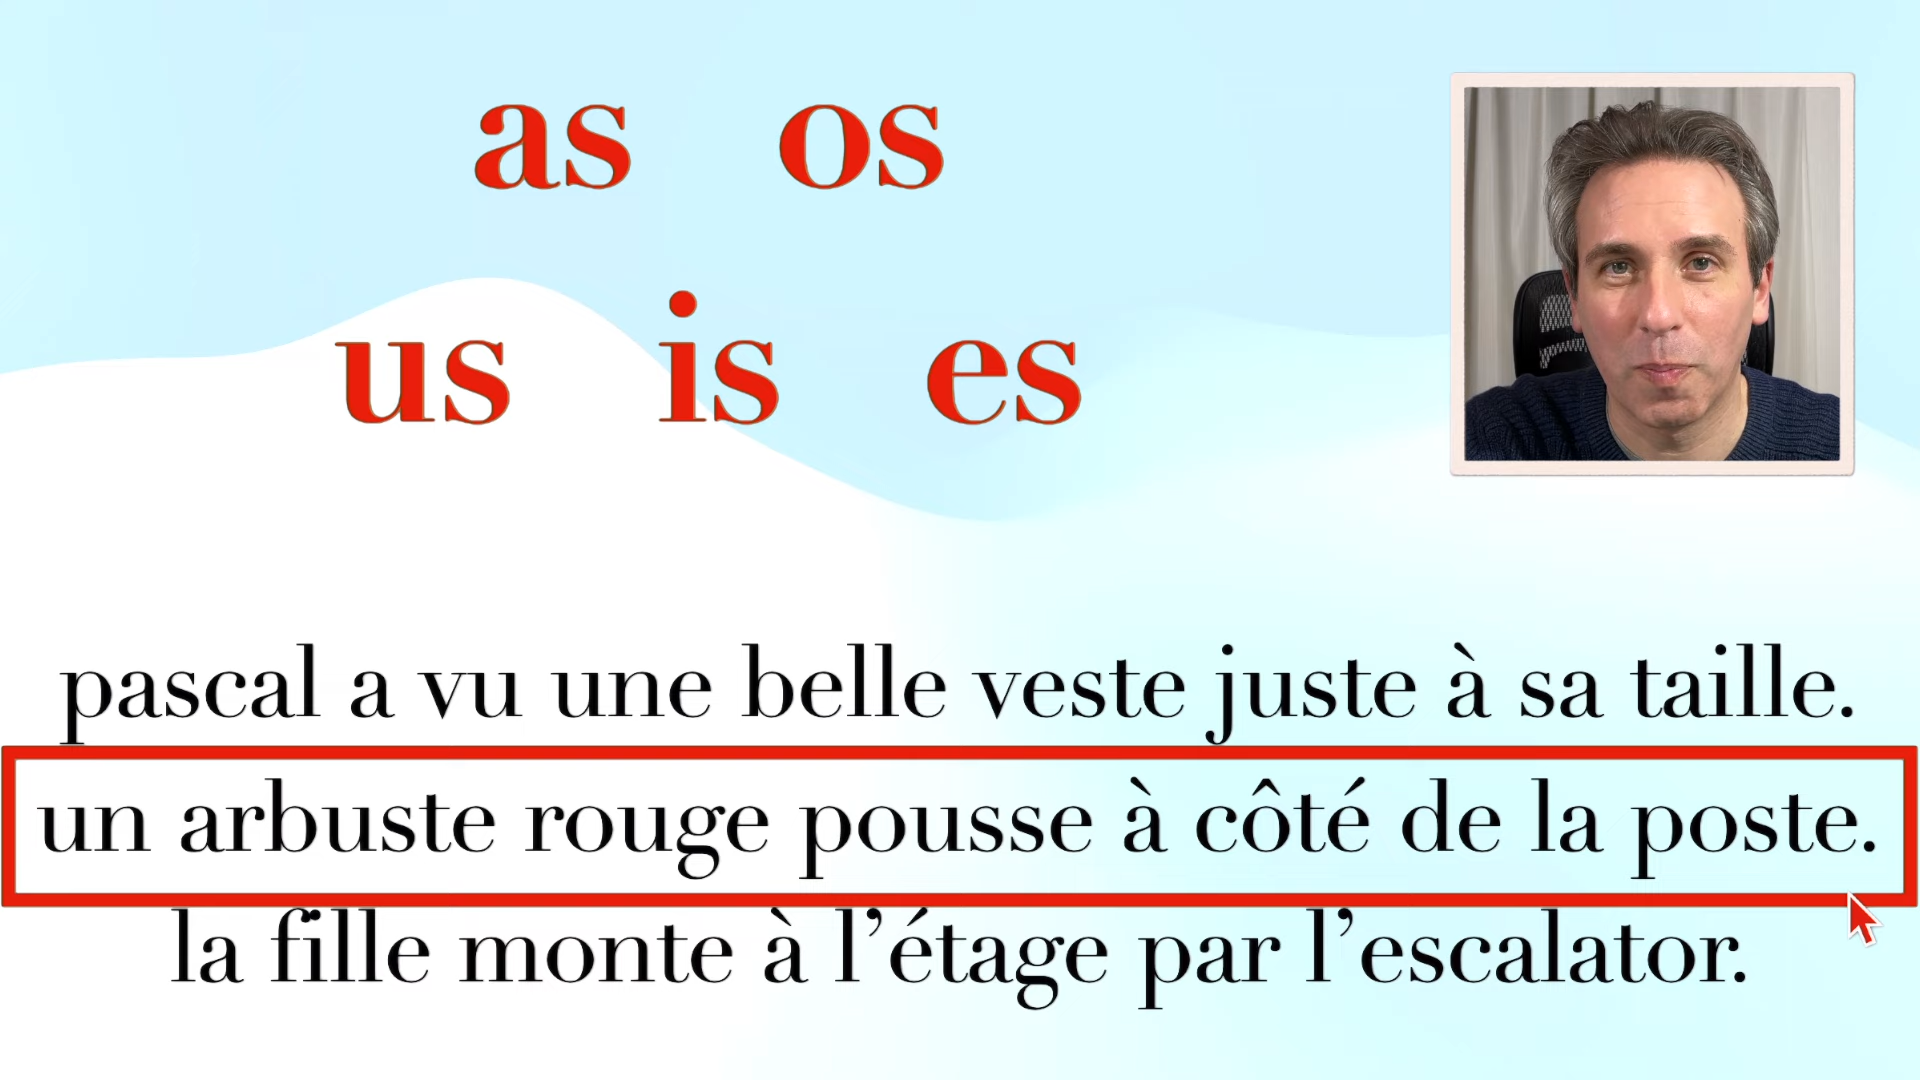 as os
us is es
pascal a vu une belle veste juste à sa taille.
un arbuste rouge pousse à côté de la poste.
la fille monte à l’étage par l’escalator.